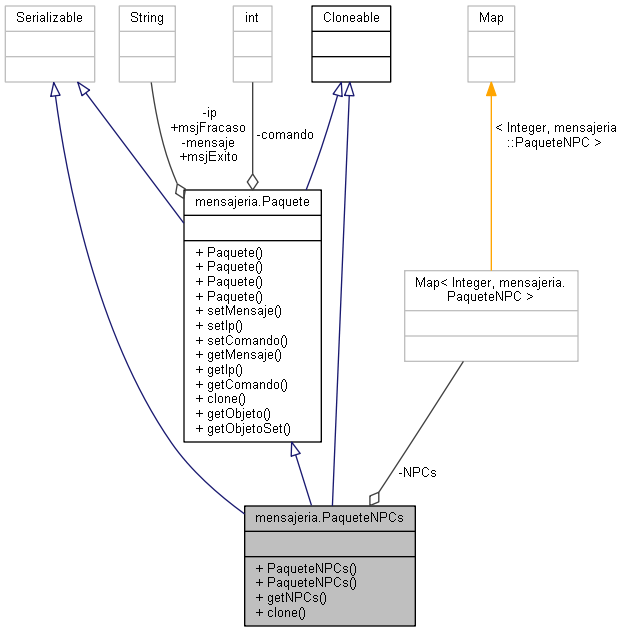 Serializable
String
int
Cloneable
Map
-ip
+msjFracaso
-mensaje
+msjExito
-comando
< Integer, mensajeria
::PaqueteNPC >
mensajeria.Paquete
+ Paquete()
+ Paquete()
+ Paquete()
+ Paquete()
+ setMensaje()
+ setIp()
+ setComando()
+ getMensaje()
+ getIp()
+ getComando()
+ clone()
+ getObjeto()
+ getObjetoSet()
Map< Integer, mensajeria.
PaqueteNPC >
-NPCs
mensajeria.PaqueteNPCs
+ PaqueteNPCs()
+ PaqueteNPCs()
+ getNPCs()
+ clone()